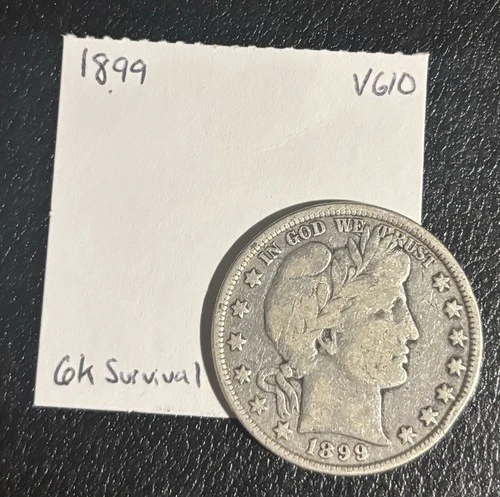 1899
VG10
6k Survival
IN GOD WE TRUST
1899